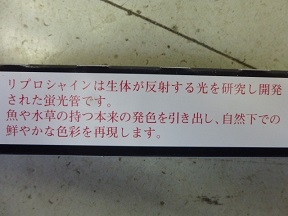 リプロシャインは生体が反射する光を研究し開発
された蛍光管です。
魚や水草の持つ本来の発色を引き出し、自然下での
鮮やかな色彩を再現します。